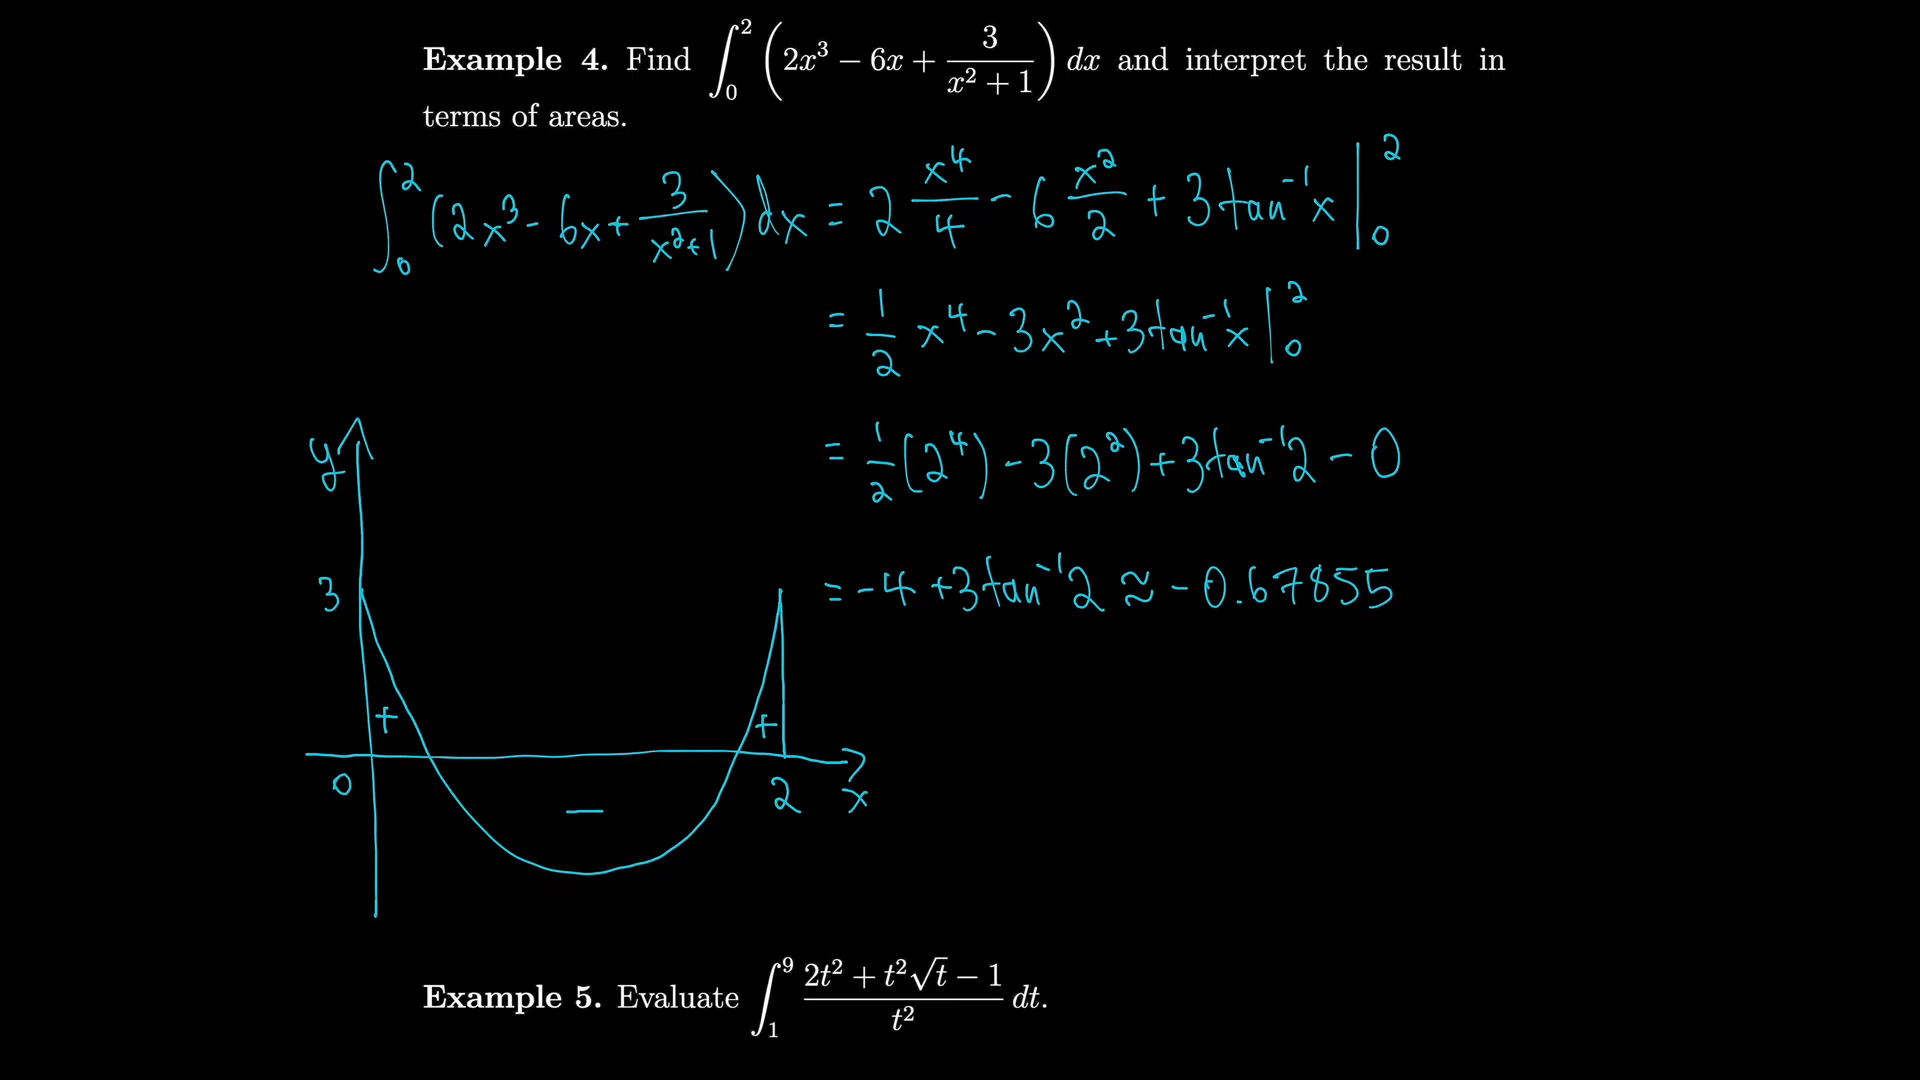 Example 4. Find ∫₀² (2x³ − 6x + 3/(x² + 1)) dx and interpret the result in
terms of areas.
∫₀² (2x³ - 6x + 3/(x²+1)) dx = 2 x⁴/4 - 6 x²/2 + 3 tan⁻¹x |₀²
= 1/2 x⁴ - 3x² + 3tan⁻¹x |₀²
= 1/2 (2⁴) - 3(2²) + 3tan⁻¹2 - 0
= -4 + 3tan⁻¹2 ≈ -0.67855
y
3
+ +
0 2 x
−
Example 5. Evaluate ∫₁⁹ (2t² + t²√t − 1)/t² dt.